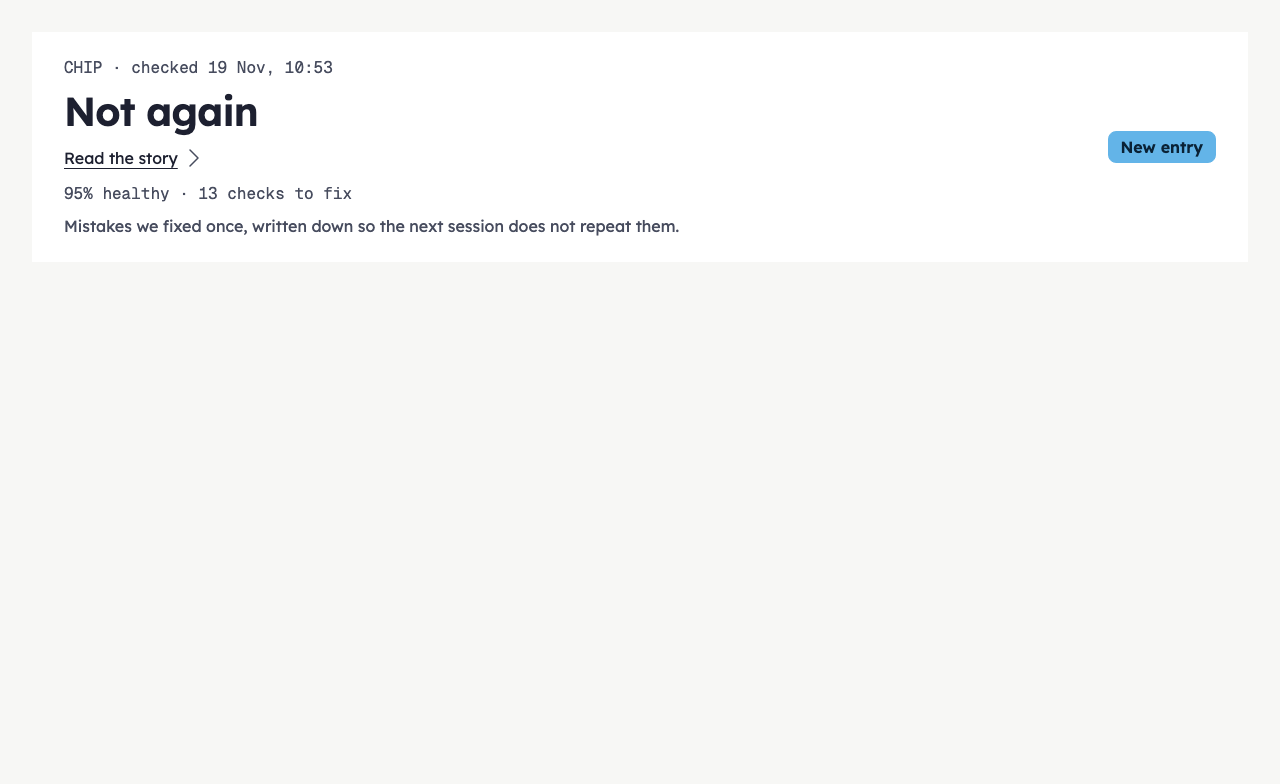 CHIP · checked 19 Nov, 10:53
Not again
Read the story
New entry
95% healthy · 13 checks to fix
Mistakes we fixed once, written down so the next session does not repeat them.